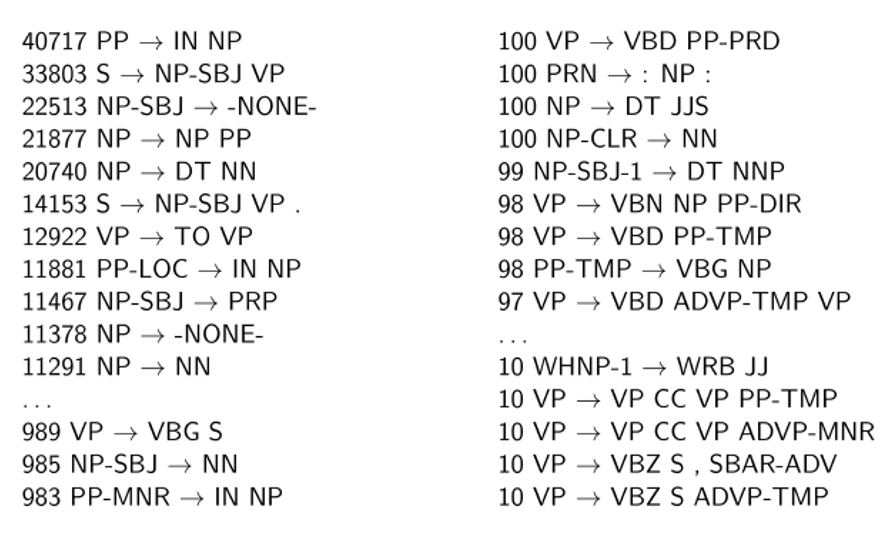 40717 PP → IN NP
33803 S → NP-SBJ VP
22513 NP-SBJ → -NONE-
21877 NP → NP PP
20740 NP → DT NN
14153 S → NP-SBJ VP .
12922 VP → TO VP
11881 PP-LOC → IN NP
11467 NP-SBJ → PRP
11378 NP → -NONE-
11291 NP → NN
...
989 VP → VBG S
985 NP-SBJ → NN
983 PP-MNR → IN NP
100 VP → VBD PP-PRD
100 PRN → : NP :
100 NP → DT JJS
100 NP-CLR → NN
99 NP-SBJ-1 → DT NNP
98 VP → VBN NP PP-DIR
98 VP → VBD PP-TMP
98 PP-TMP → VBG NP
97 VP → VBD ADVP-TMP VP
...
10 WHNP-1 → WRB JJ
10 VP → VP CC VP PP-TMP
10 VP → VP CC VP ADVP-MNR
10 VP → VBZ S , SBAR-ADV
10 VP → VBZ S ADVP-TMP